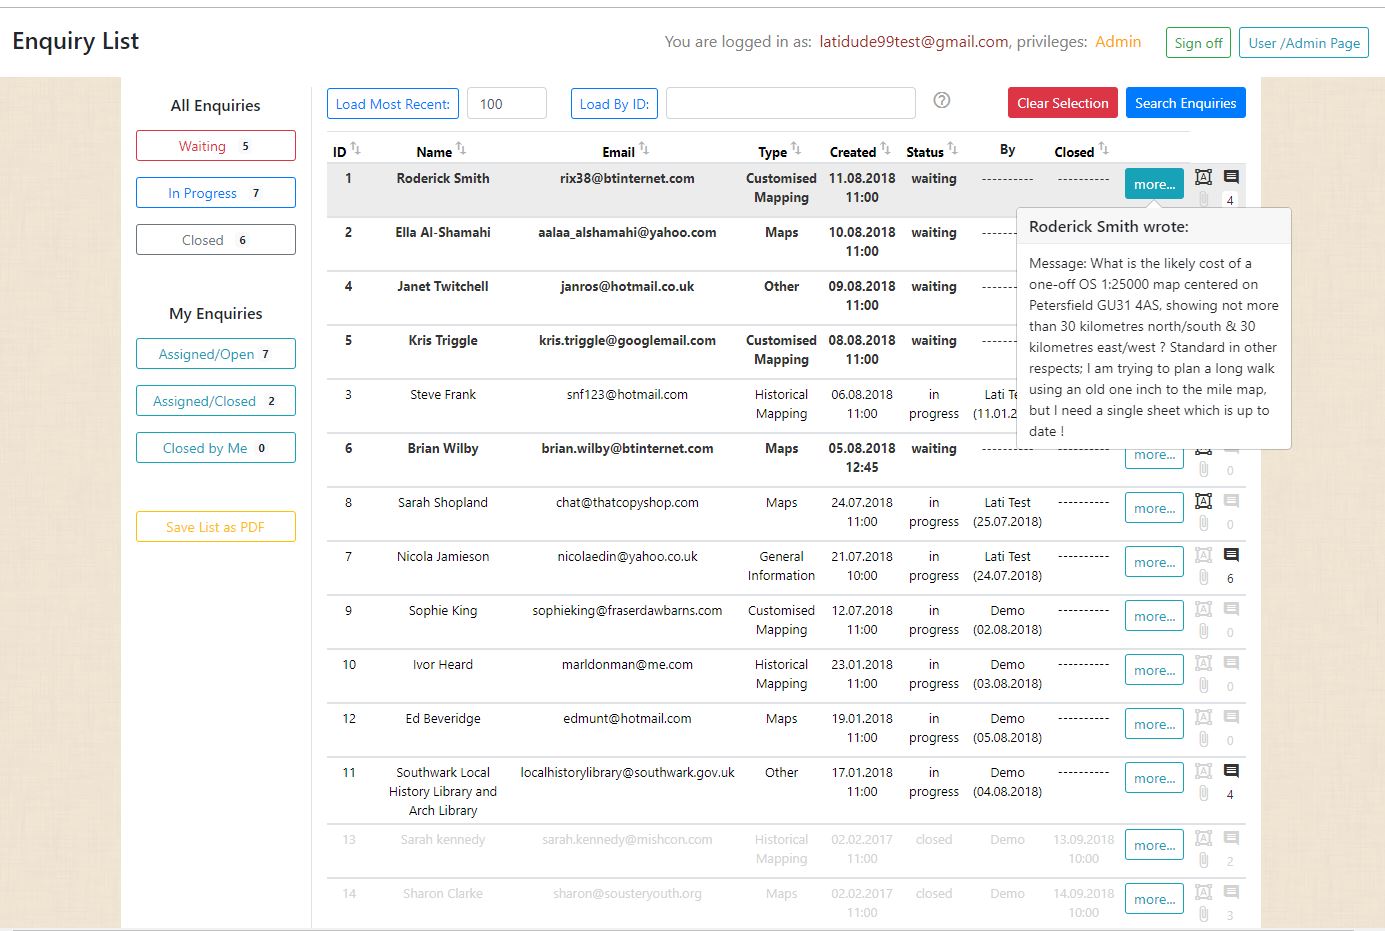 Enquiry List
You are logged in as: latidude99test@gmail.com, privileges: Admin
Sign off
User /Admin Page
All Enquiries
Waiting 5
In Progress 7
Closed 6
My Enquiries
Assigned/Open 7
Assigned/Closed 2
Closed by Me 0
Save List as PDF
Load Most Recent: 100 Load By ID: Clear Selection Search Enquiries
ID Name Email Type Created Status By Closed
1 Roderick Smith rix38@btinternet.com Customised 11.08.2018 waiting ---------- ---------- more...
Mapping 11:00 4
2 Ella Al-Shamahi aalaa_alshamahi@yahoo.com Maps 10.08.2018 waiting
11:00
4 Janet Twitchell janros@hotmail.co.uk Other 09.08.2018 waiting
11:00
5 Kris Triggle kris.triggle@googlemail.com Customised 08.08.2018 waiting
Mapping 11:00
3 Steve Frank snf123@hotmail.com Historical 06.08.2018 in Lati
Mapping 11:00 progress (11.01.
6 Brian Wilby brian.wilby@btinternet.com Maps 05.08.2018 waiting ---------- ---------- more...
12:45 0
8 Sarah Shopland chat@thatcopyshop.com Maps 24.07.2018 in Lati Test ---------- more...
11:00 progress (25.07.2018) 0
7 Nicola Jamieson nicolaedin@yahoo.co.uk General 21.07.2018 in Lati Test ---------- more...
Information 10:00 progress (24.07.2018) 6
9 Sophie King sophieking@fraserdawbarns.com Customised 12.07.2018 in Demo ---------- more...
Mapping 11:00 progress (02.08.2018) 0
10 Ivor Heard marldonman@me.com Historical 23.01.2018 in Demo ---------- more...
Mapping 11:00 progress (03.08.2018) 0
12 Ed Beveridge edmunt@hotmail.com Maps 19.01.2018 in Demo ---------- more...
11:00 progress (05.08.2018) 0
11 Southwark Local localhistorylibrary@southwark.gov.uk Other 17.01.2018 in Demo ---------- more...
History Library and 11:00 progress (04.08.2018) 4
Arch Library
13 Sarah kennedy sarah.kennedy@mishcon.com Historical 02.02.2017 closed Demo 13.09.2018 more...
Mapping 11:00 10:00 2
14 Sharon Clarke sharon@sousteryouth.org Maps 02.02.2017 closed Demo 14.09.2018 more...
11:00 10:00 3
Roderick Smith wrote:
Message: What is the likely cost of a
one-off OS 1:25000 map centered on
Petersfield GU31 4AS, showing not more
than 30 kilometres north/south & 30
kilometres east/west ? Standard in other
respects; I am trying to plan a long walk
using an old one inch to the mile map,
but I need a single sheet which is up to
date !